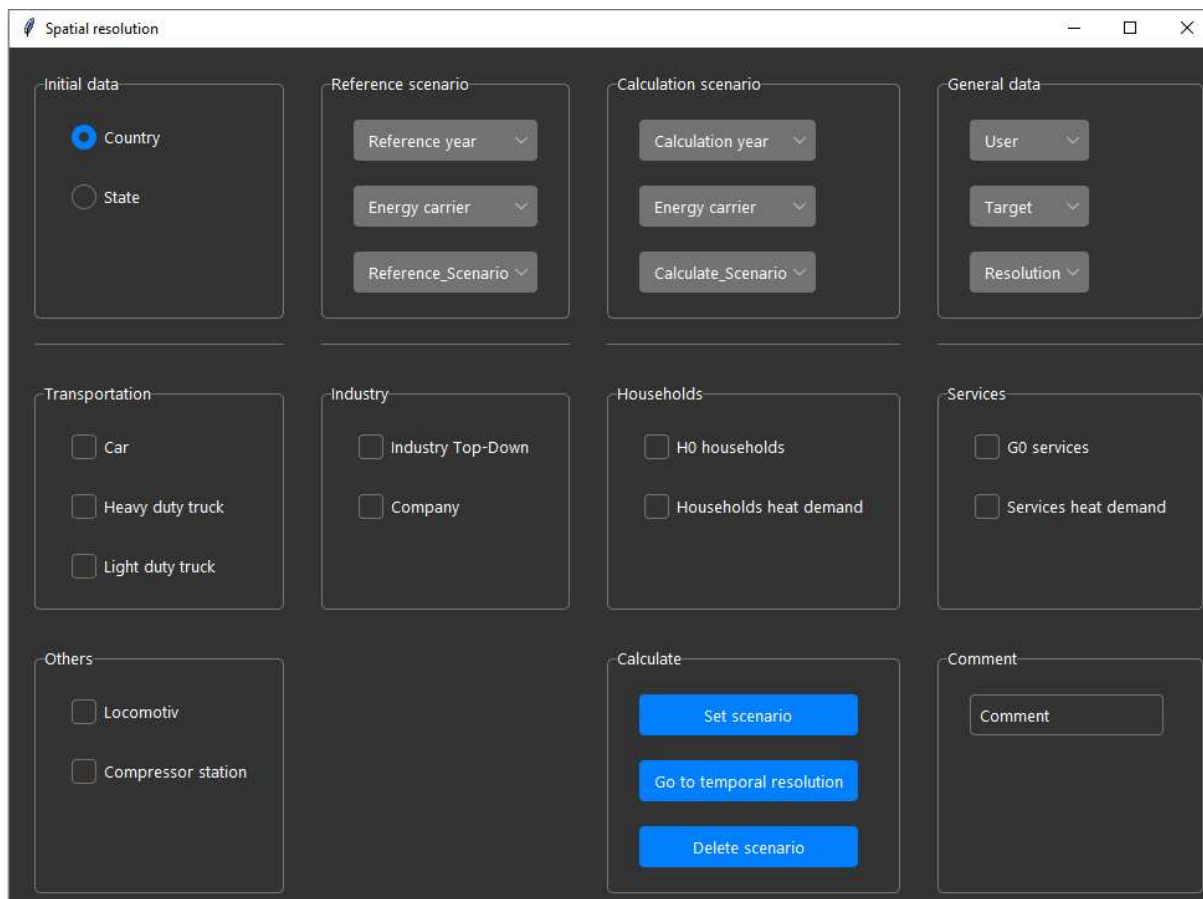 Spatial resolution
Initial data
Country
State
Reference scenario
Reference year
Energy carrier
Reference_Scenario
Calculation scenario
Calculation year
Energy carrier
Calculate_Scenario
General data
User
Target
Resolution
Transportation
Car
Heavy duty truck
Light duty truck
Industry
Industry Top-Down
Company
Households
H0 households
Households heat demand
Services
G0 services
Services heat demand
Others
Locomotiv
Compressor station
Calculate
Set scenario
Go to temporal resolution
Delete scenario
Comment
Comment